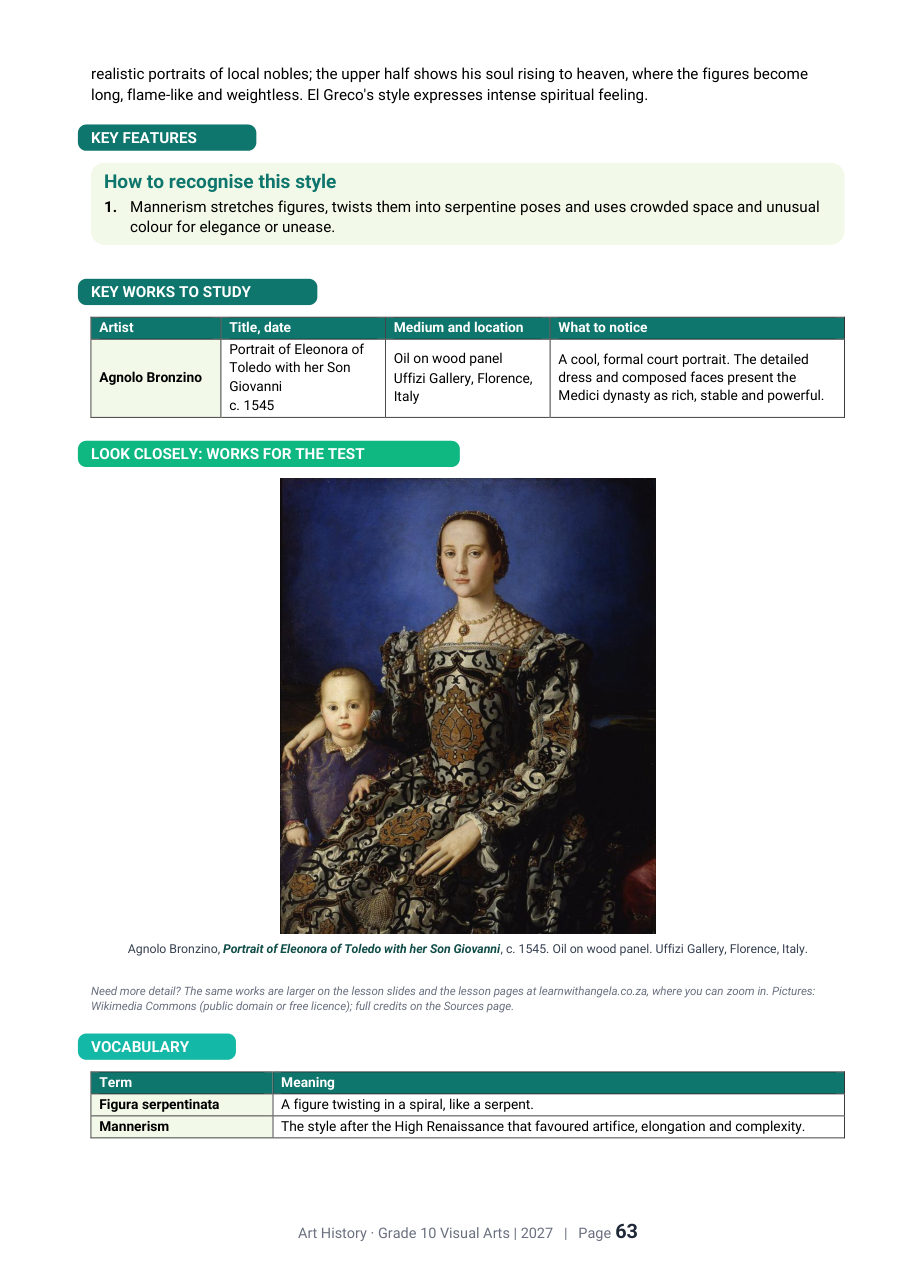 realistic portraits of local nobles; the upper half shows his soul rising to heaven, where the figures become
long, flame-like and weightless. El Greco's style expresses intense spiritual feeling.
KEY FEATURES
How to recognise this style
1. Mannerism stretches figures, twists them into serpentine poses and uses crowded space and unusual
colour for elegance or unease.
KEY WORKS TO STUDY
Artist Title, date Medium and location What to notice
Agnolo Bronzino
Portrait of Eleonora of
Toledo with her Son
Giovanni
c. 1545
Oil on wood panel
Uffizi Gallery, Florence,
Italy
A cool, formal court portrait. The detailed
dress and composed faces present the
Medici dynasty as rich, stable and powerful.
LOOK CLOSELY: WORKS FOR THE TEST
Agnolo Bronzino, Portrait of Eleonora of Toledo with her Son Giovanni, c. 1545. Oil on wood panel. Uffizi Gallery, Florence, Italy.
Need more detail? The same works are larger on the lesson slides and the lesson pages at learnwithangela.co.za, where you can zoom in. Pictures:
Wikimedia Commons (public domain or free licence); full credits on the Sources page.
VOCABULARY
Term Meaning
Figura serpentinata A figure twisting in a spiral, like a serpent.
Mannerism The style after the High Renaissance that favoured artifice, elongation and complexity.
Art History · Grade 10 Visual Arts | 2027 | Page 63